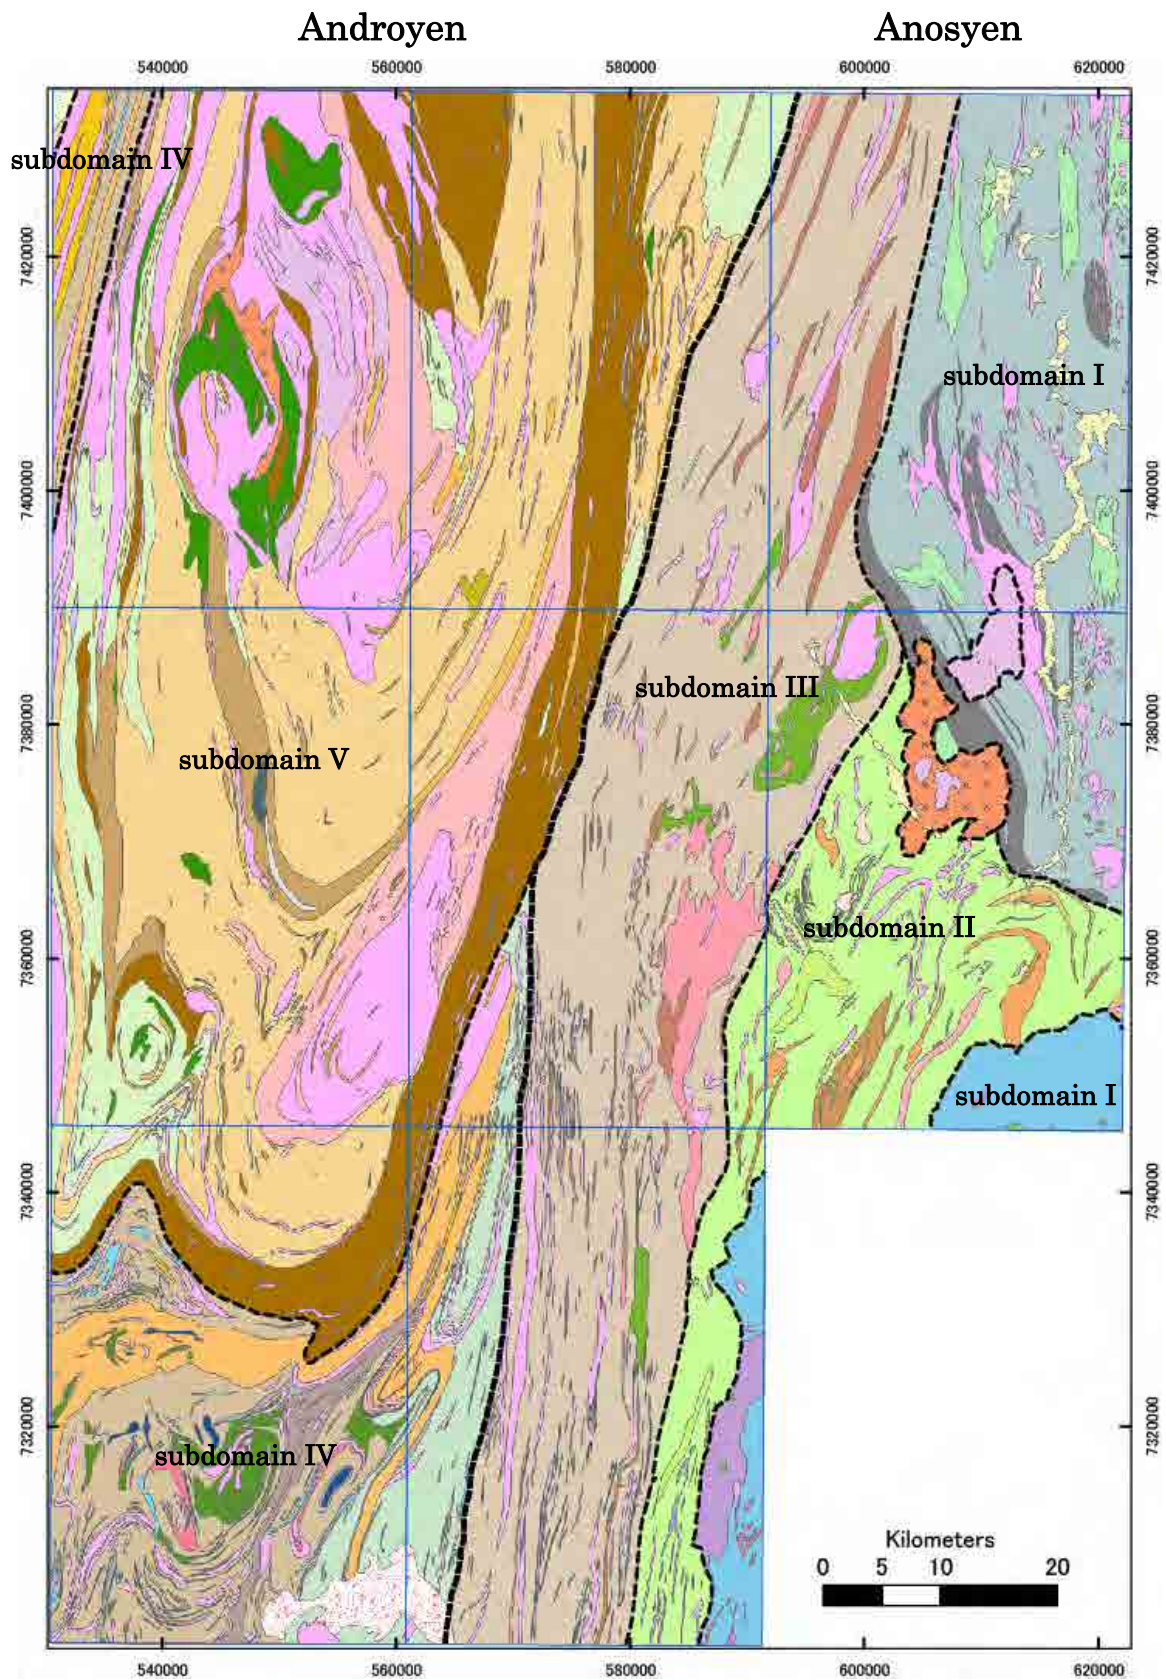 Androyen Anosyen
540000 560000 580000 600000 620000
subdomain IV
7420000 7420000
subdomain I
7400000 7400000
subdomain III
7380000 7380000
subdomain V
subdomain II
7360000 7360000
subdomain I
7340000 7340000
7320000 7320000
subdomain IV
Kilometers
0 5 10 20
540000 560000 580000 600000 620000